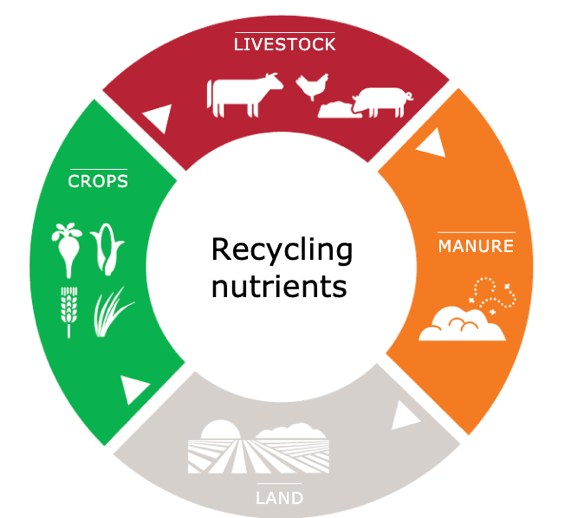 LIVESTOCK
CROPS
MANURE
Recycling
nutrients
LAND